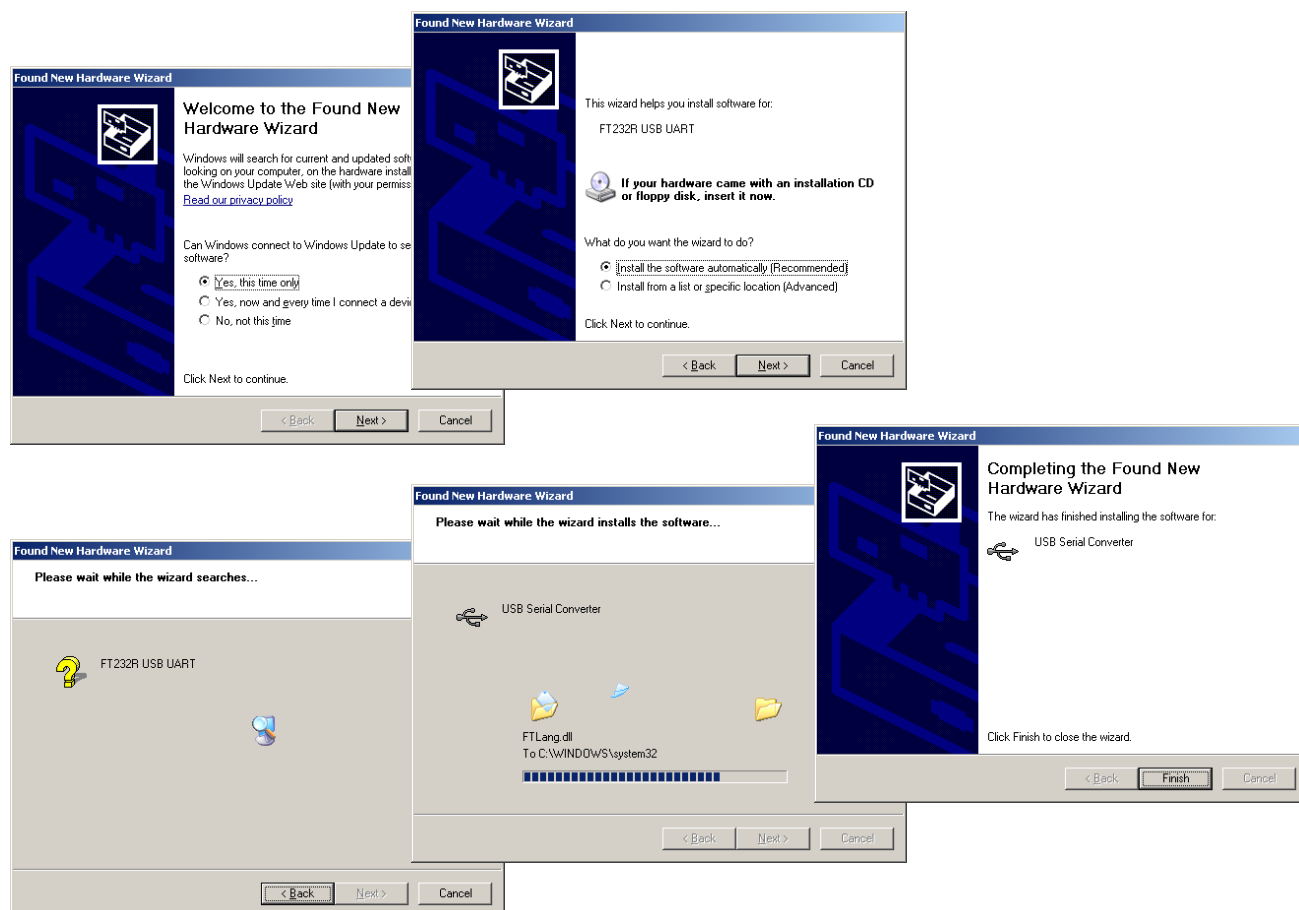 Found New Hardware Wizard
Welcome to the Found New
Hardware Wizard
Windows will search for current and updated soft
looking on your computer, on the hardware install
the Windows Update Web site (with your permiss
Read our privacy policy
Can Windows connect to Windows Update to se
software?
Yes, this time only
Yes, now and every time I connect a devi
No, not this time
Click Next to continue.
< Back Next > Cancel
Found New Hardware Wizard
This wizard helps you install software for:
FT232R USB UART
If your hardware came with an installation CD
or floppy disk, insert it now.
What do you want the wizard to do?
Install the software automatically (Recommended)
Install from a list or specific location (Advanced)
Click Next to continue.
< Back Next > Cancel
Found New Hardware Wizard
Please wait while the wizard searches...
FT232R USB UART
< Back Next > Cancel
Found New Hardware Wizard
Please wait while the wizard installs the software...
USB Serial Converter
FTLang.dll
To C:\WINDOWS\system32
< Back Next > Cancel
Found New Hardware Wizard
Completing the Found New
Hardware Wizard
The wizard has finished installing the software for:
USB Serial Converter
Click Finish to close the wizard.
< Back Finish Cancel